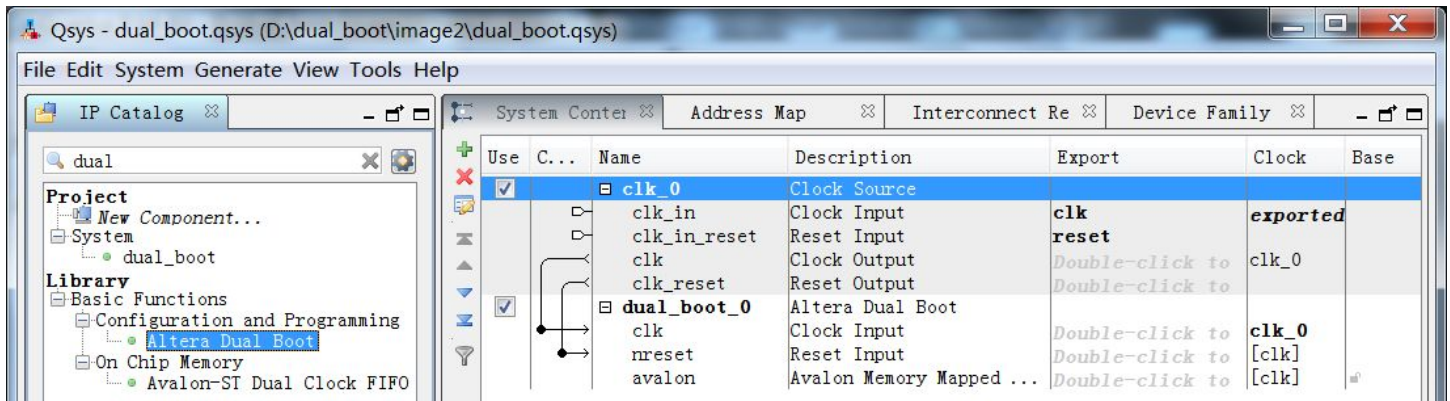 Qsys - dual_boot.qsys (D:\dual_boot\image2\dual_boot.qsys)
File Edit System Generate View Tools Help
IP Catalog
dual
Project
New Component...
System
dual_boot
Library
Basic Functions
Configuration and Programming
Altera Dual Boot
On Chip Memory
Avalon-ST Dual Clock FIFO
System Conter Address Map Interconnect Re Device Family
Use C... Name Description Export Clock Base
clk_0 Clock Source
clk_in Clock Input clk exported
clk_in_reset Reset Input reset
clk Clock Output Double-click to clk_0
clk_reset Reset Output Double-click to
dual_boot_0 Altera Dual Boot
clk Clock Input Double-click to clk_0
nreset Reset Input Double-click to [clk]
avalon Avalon Memory Mapped ... Double-click to [clk]